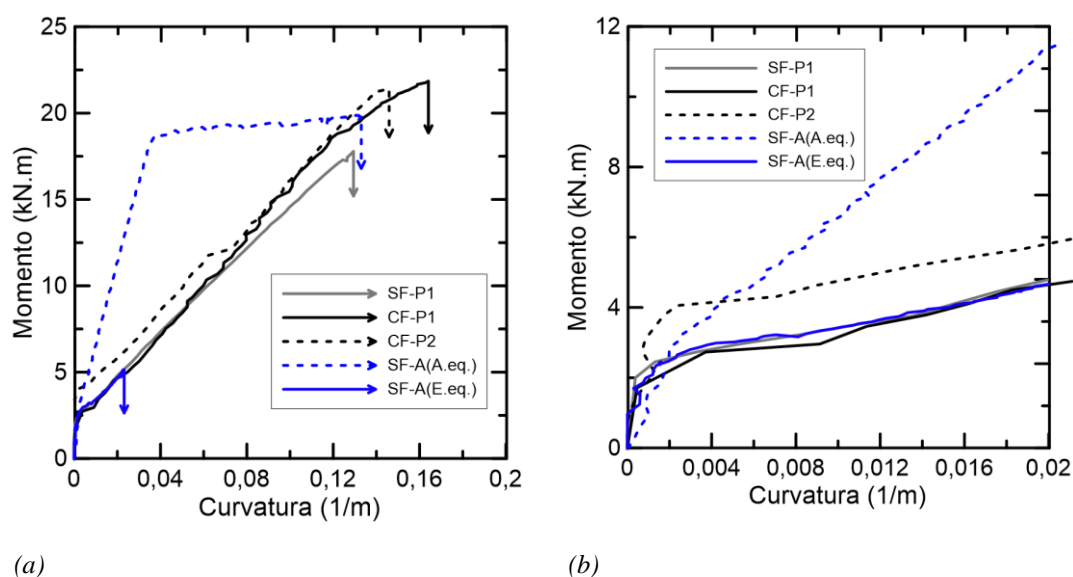 25
20
15
10
5
0
Momento (kN.m)
0
0,04
0,08
0,12
0,16
0,2
Curvatura (1/m)
SF-P1
CF-P1
CF-P2
SF-A(A.eq.)
SF-A(E.eq.)
(a)
12
8
4
0
Momento (kN.m)
0
0,004
0,008
0,012
0,016
0,02
Curvatura (1/m)
SF-P1
CF-P1
CF-P2
SF-A(A.eq.)
SF-A(E.eq.)
(b)